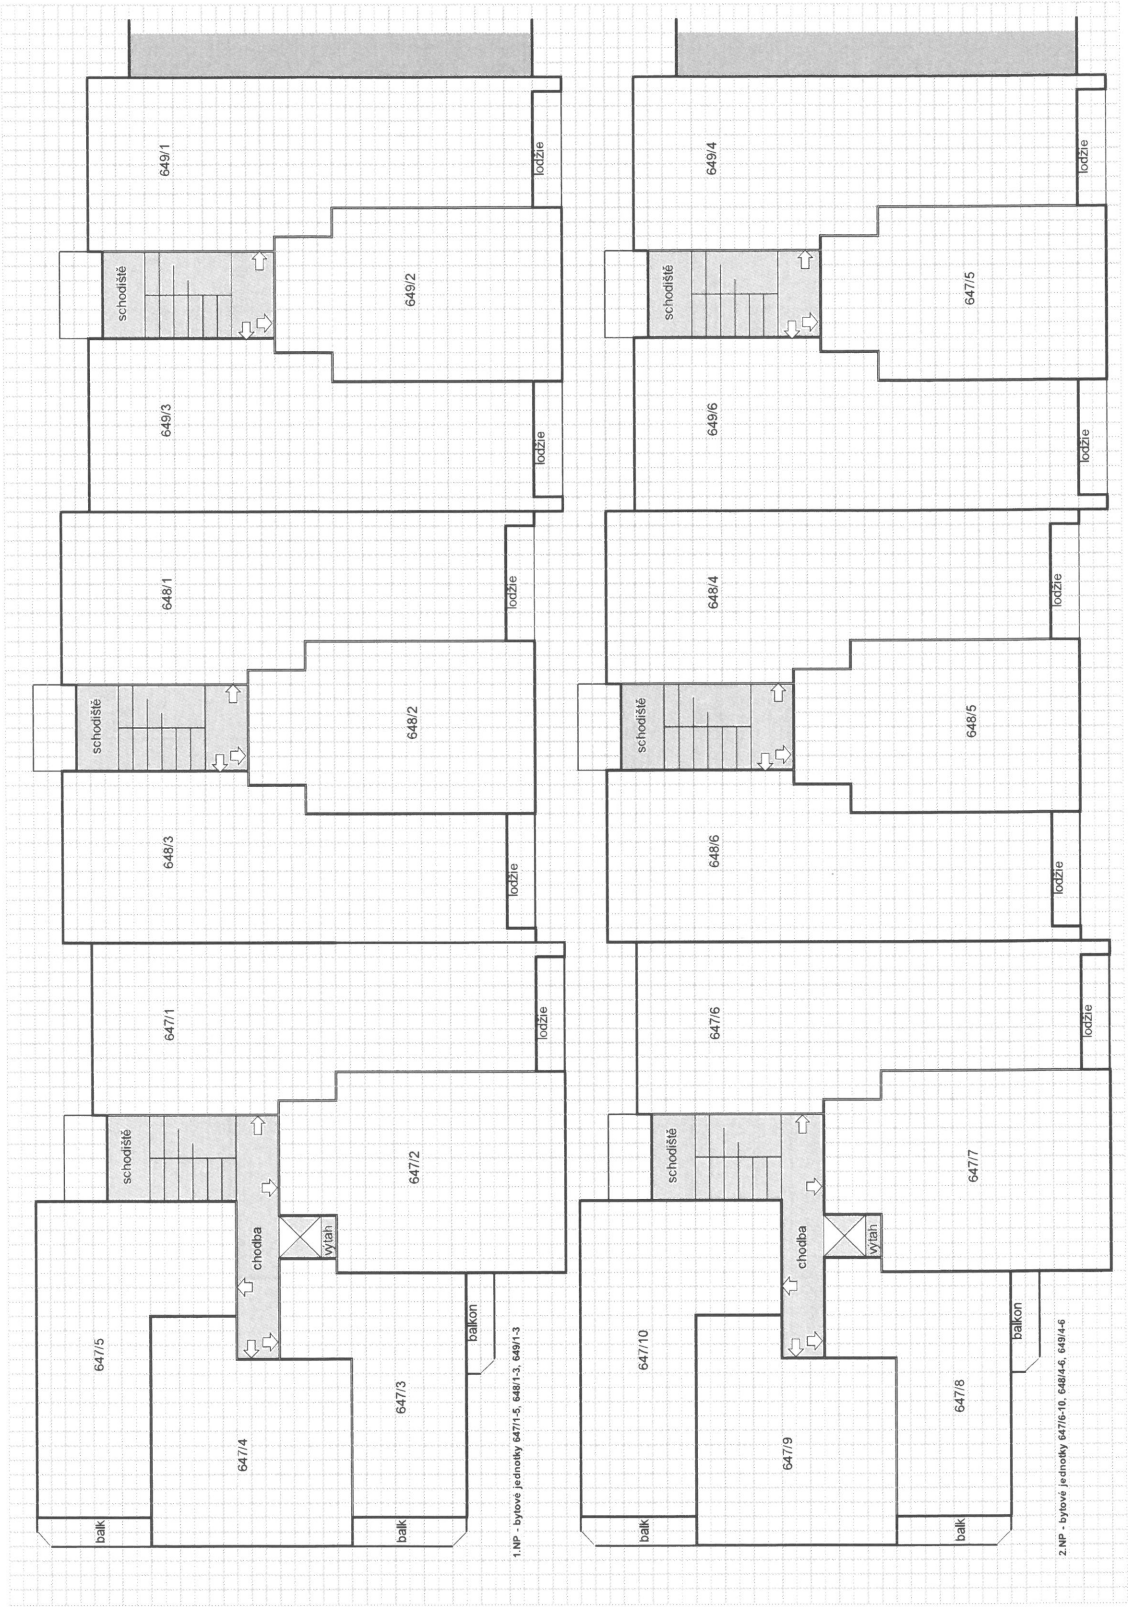 649/1
lodžie
schodiště
649/2
649/3
lodžie
648/1
lodžie
schodiště
648/2
648/3
lodžie
647/1
lodžie
schodiště
647/2
chodba
výtah
647/5
balkon
647/3
647/4
balk
balk
1.NP - bytové jednotky 647/1-5, 648/1-3, 649/1-3
649/4
lodžie
schodiště
647/5
649/6
lodžie
648/4
lodžie
schodiště
648/5
648/6
lodžie
647/6
lodžie
schodiště
647/7
chodba
výtah
647/10
balkon
647/8
647/9
balk
balk
2.NP - bytové jednotky 647/6-10, 648/4-6, 649/4-6